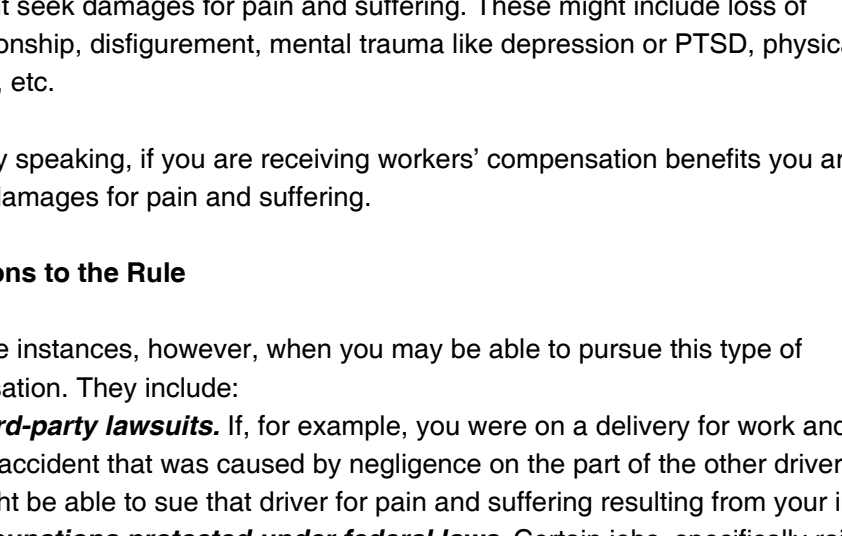 t seek damages for pain and suffering. These might include loss of
onship, disfigurement, mental trauma like depression or PTSD, physica
, etc.
y speaking, if you are receiving workers’ compensation benefits you ar
damages for pain and suffering.
ons to the Rule
e instances, however, when you may be able to pursue this type of
sation. They include:
rd-party lawsuits. If, for example, you were on a delivery for work and
accident that was caused by negligence on the part of the other driver
ht be able to sue that driver for pain and suffering resulting from your i
cupations protected under federal laws. Certain jobs, specifically rai